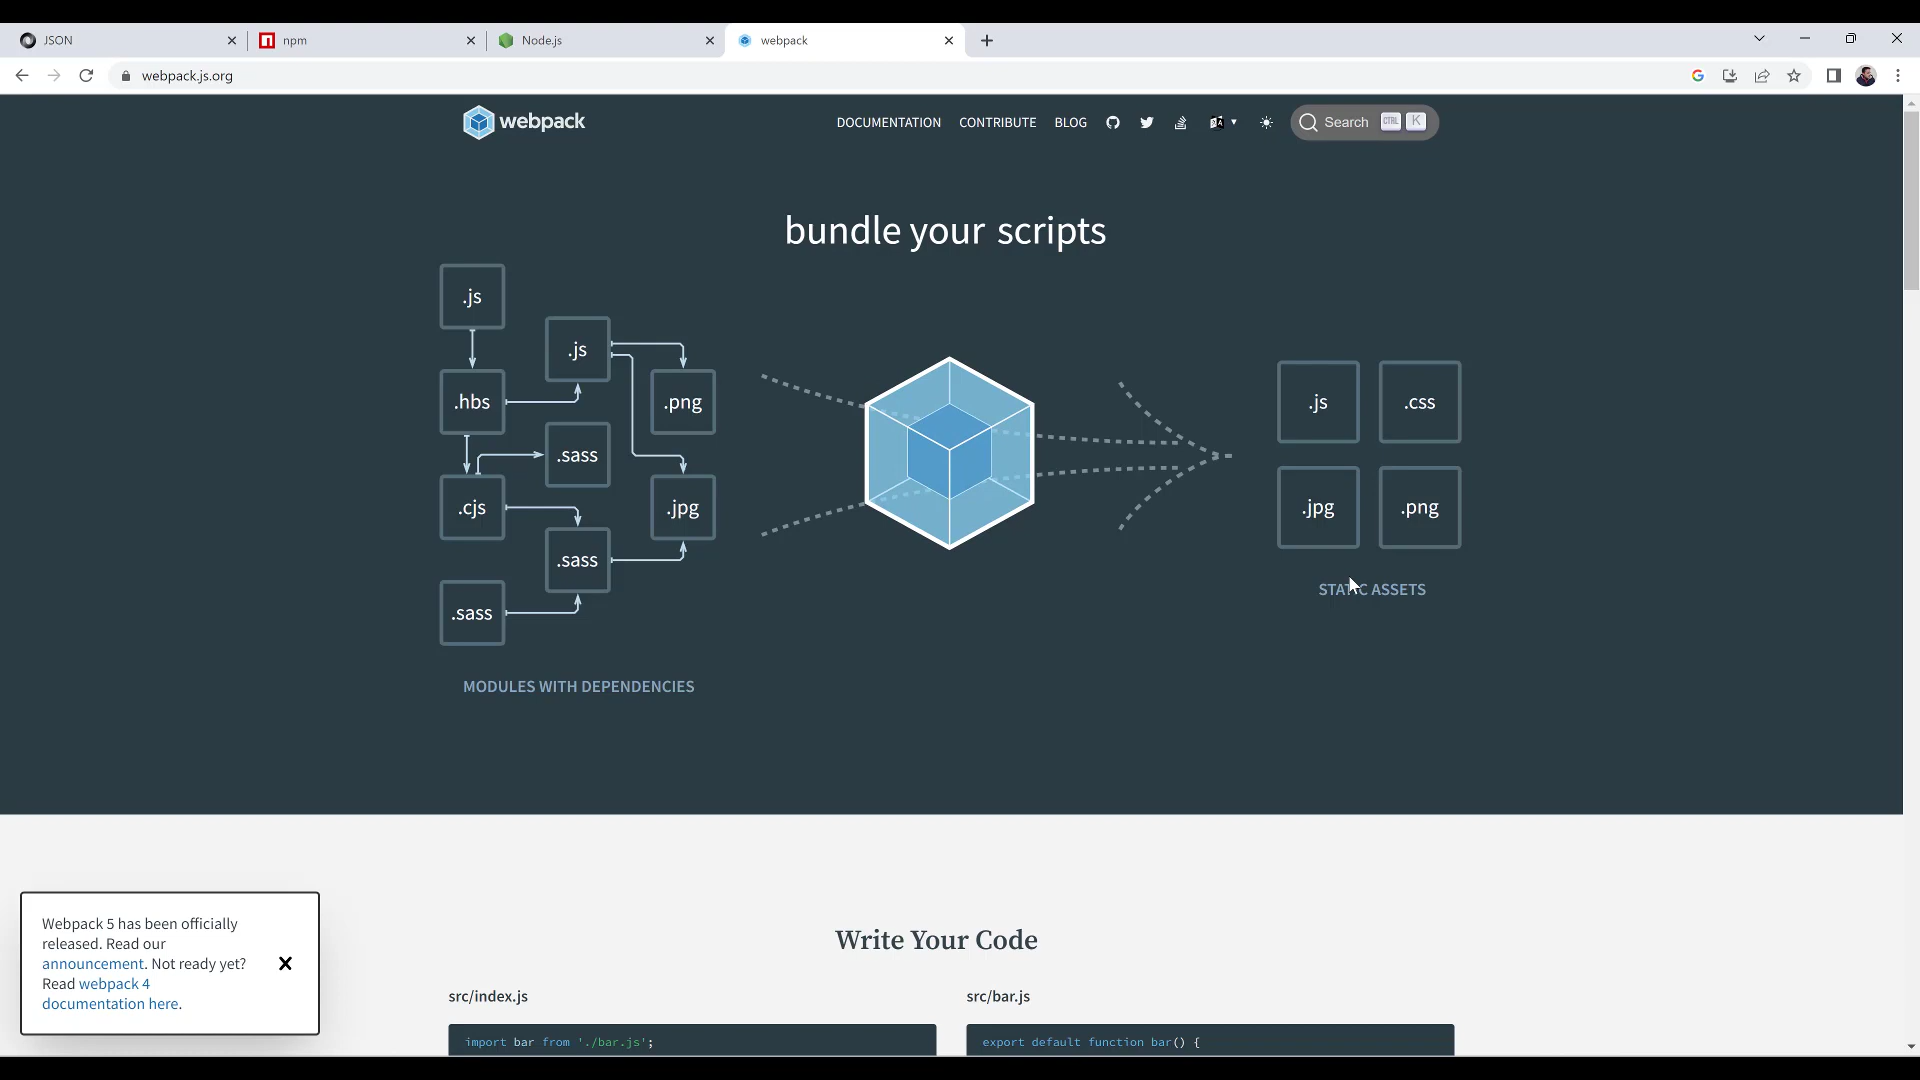 JSON
npm
Node.js
webpack
webpack.js.org
webpack
DOCUMENTATION
CONTRIBUTE
BLOG
Search
CTRL
K
bundle your scripts
.js
.js
.hbs
.png
.sass
.cjs
.jpg
.sass
.sass
MODULES WITH DEPENDENCIES
.js
.css
.jpg
.png
STATIC ASSETS
Webpack 5 has been officially
released. Read our
announcement. Not ready yet?
Read webpack 4
documentation here.
Write Your Code
src/index.js
import bar from './bar.js';
src/bar.js
export default function bar() {